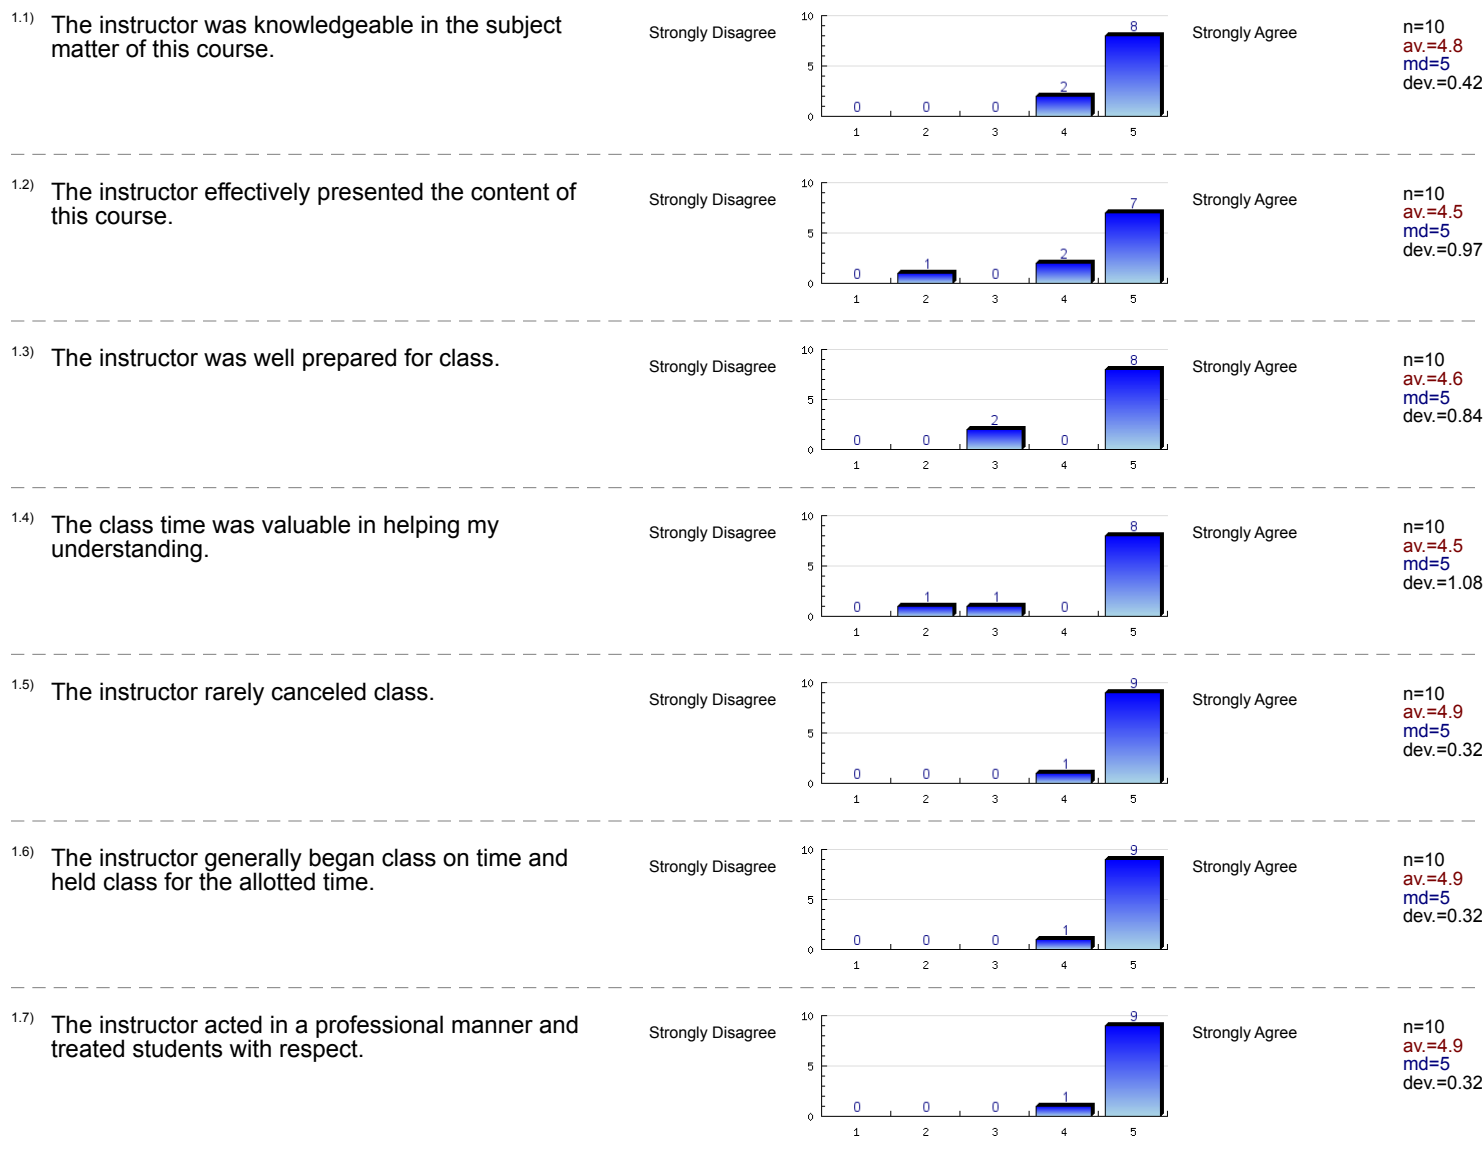 1.1) The instructor was knowledgeable in the subject
matter of this course.
Strongly Disagree
10
5
0
0
0
0
2
8
1 2 3 4 5
Strongly Agree
n=10
av.=4.8
md=5
dev.=0.42
1.2) The instructor effectively presented the content of
this course.
Strongly Disagree
10
5
0
0
1
0
2
7
1 2 3 4 5
Strongly Agree
n=10
av.=4.5
md=5
dev.=0.97
1.3) The instructor was well prepared for class.
Strongly Disagree
10
5
0
0
0
2
0
8
1 2 3 4 5
Strongly Agree
n=10
av.=4.6
md=5
dev.=0.84
1.4) The class time was valuable in helping my
understanding.
Strongly Disagree
10
5
0
0
1
1
0
8
1 2 3 4 5
Strongly Agree
n=10
av.=4.5
md=5
dev.=1.08
1.5) The instructor rarely canceled class.
Strongly Disagree
10
5
0
0
0
0
1
9
1 2 3 4 5
Strongly Agree
n=10
av.=4.9
md=5
dev.=0.32
1.6) The instructor generally began class on time and
held class for the allotted time.
Strongly Disagree
10
5
0
0
0
0
1
9
1 2 3 4 5
Strongly Agree
n=10
av.=4.9
md=5
dev.=0.32
1.7) The instructor acted in a professional manner and
treated students with respect.
Strongly Disagree
10
5
0
0
0
0
1
9
1 2 3 4 5
Strongly Agree
n=10
av.=4.9
md=5
dev.=0.32